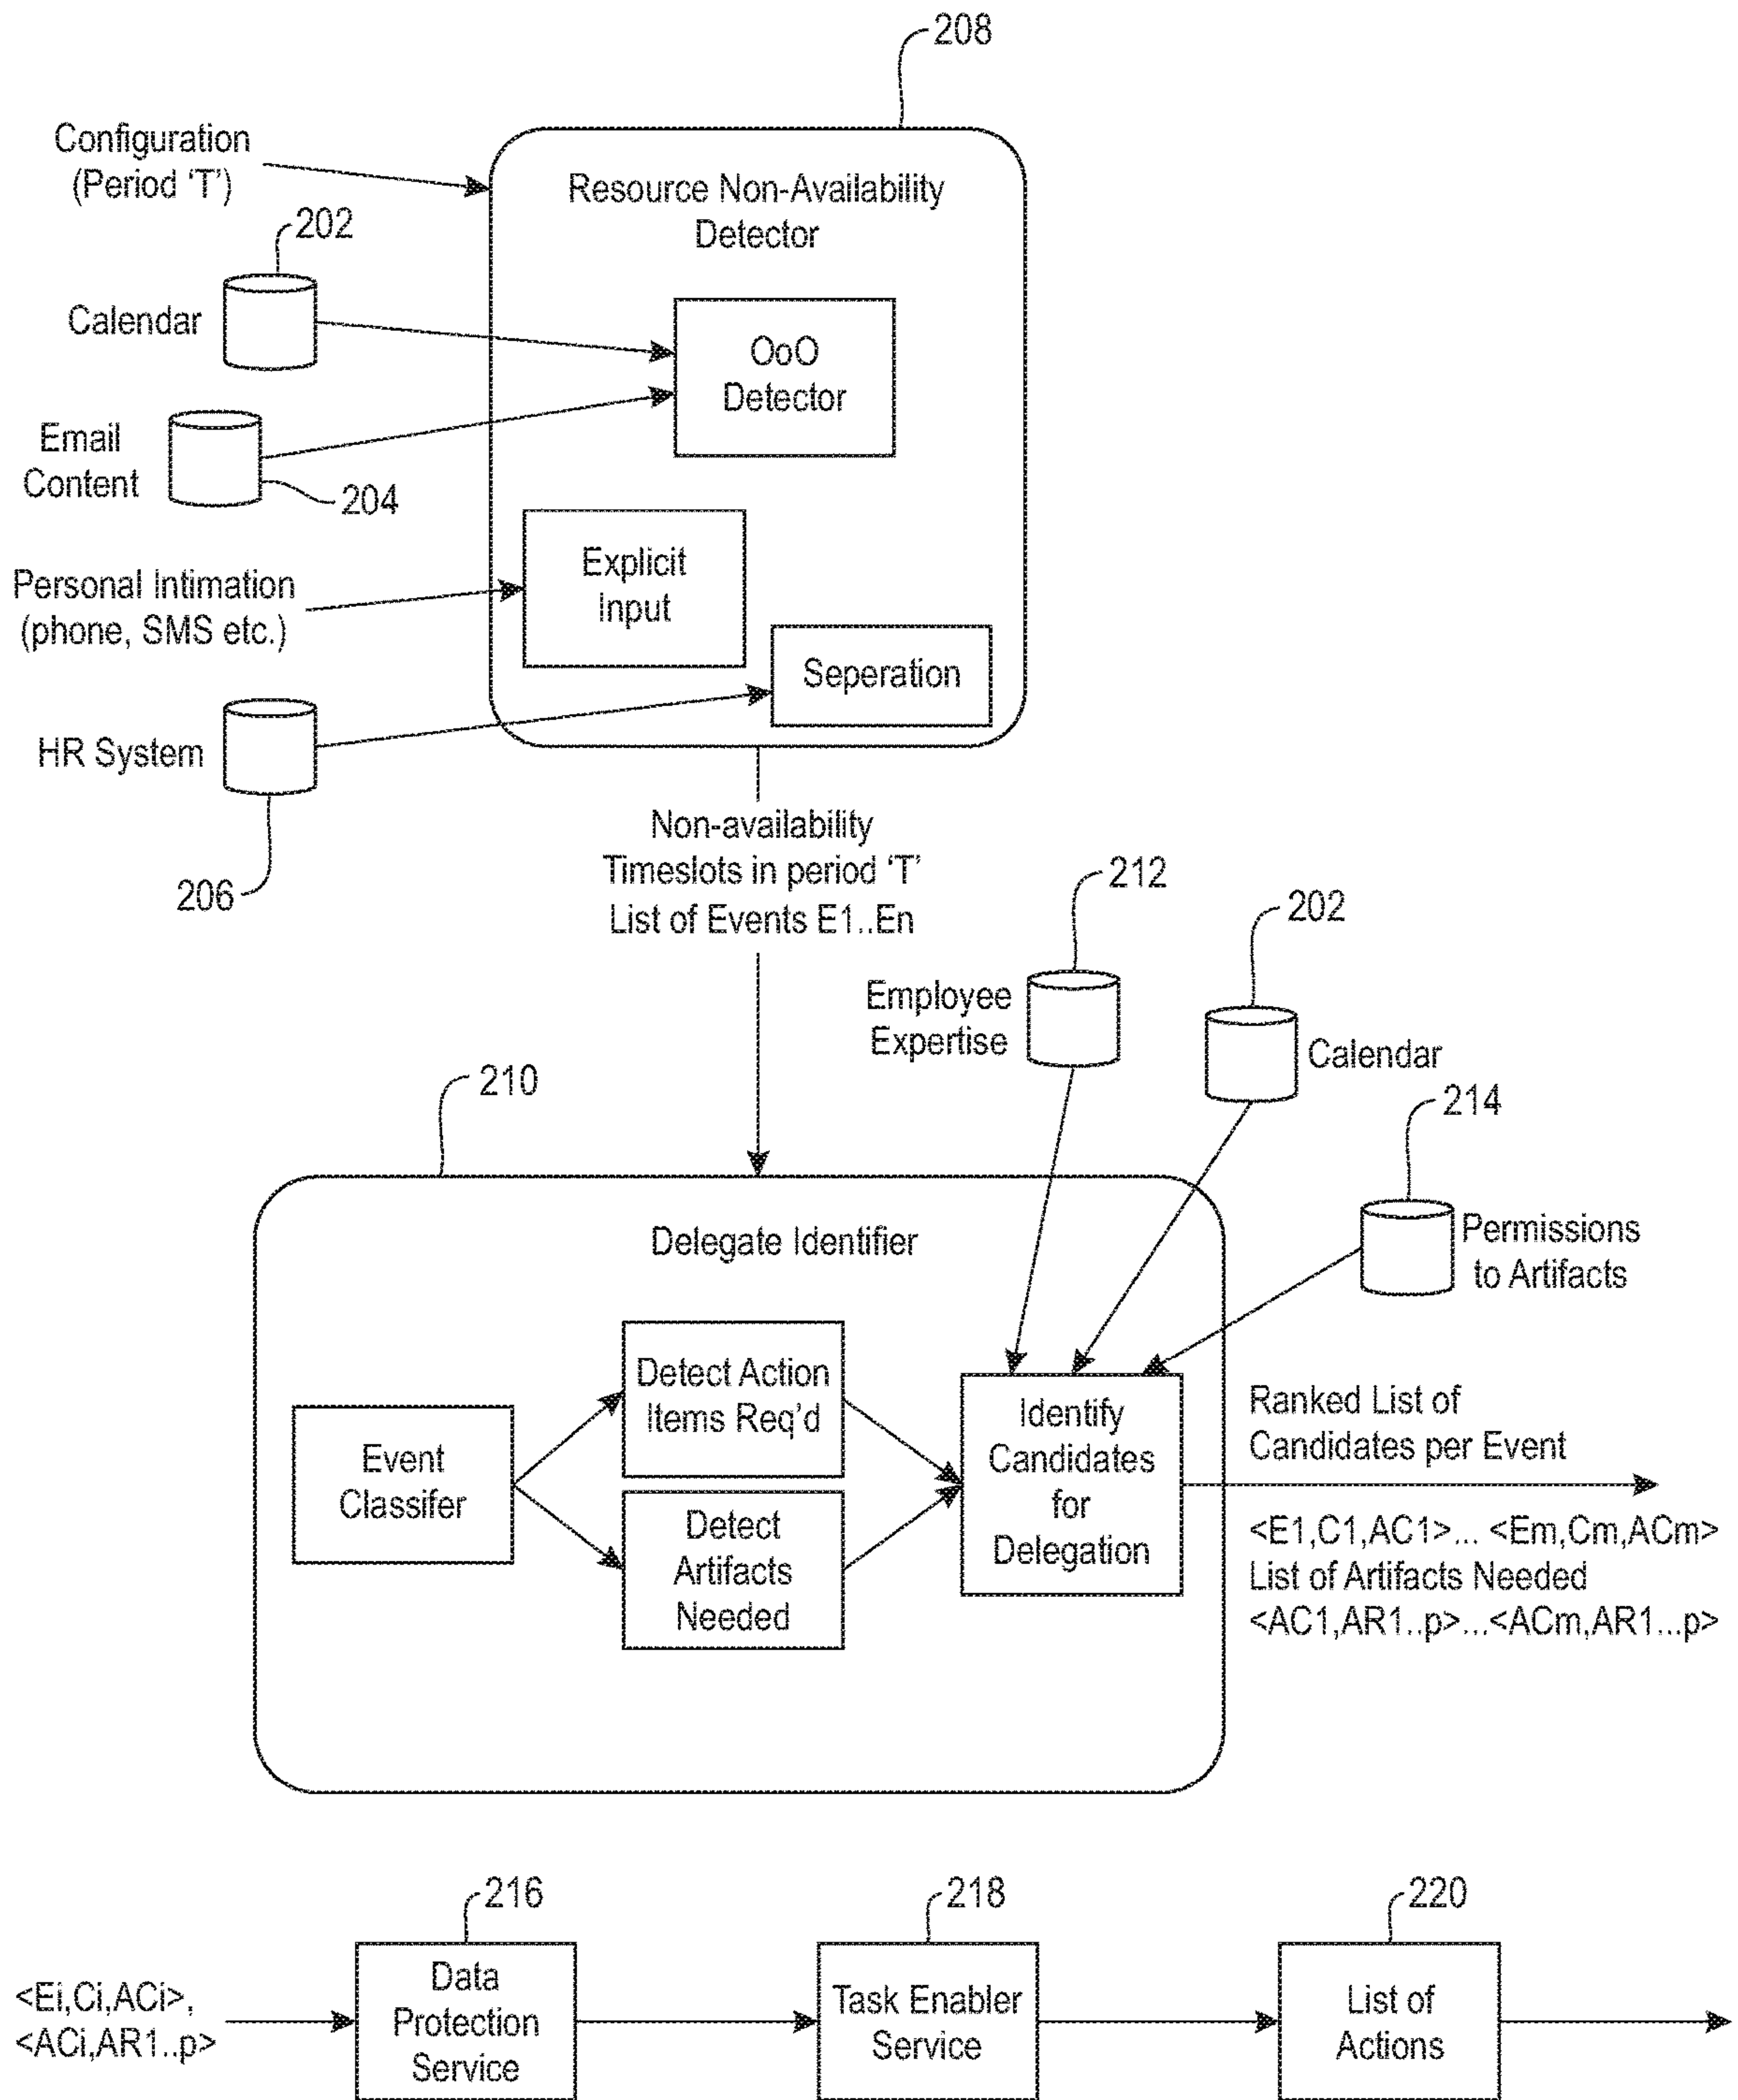 208
Configuration
(Period ‘T’)
Resource Non-Availability
Detector
202
Calendar
OoO
Detector
Email
Content
204
Explicit
Input
Personal Intimation
(phone, SMS etc.)
Seperation
HR System
206
Non-availability
Timeslots in period ‘T’
List of Events E1..En
212
202
Employee
Expertise
Calendar
210
214
Permissions
to Artifacts
Delegate Identifier
Event
Classifer
Detect Action
Items Req’d
Detect
Artifacts
Needed
Identify
Candidates
for
Delegation
Ranked List of
Candidates per Event
<E1,C1,AC1>... <Em,Cm,ACm>
List of Artifacts Needed
<AC1,AR1..p>...<ACm,AR1...p>
216
218
220
<Ei,Ci,ACi>,
<ACi,AR1..p>
Data
Protection
Service
Task Enabler
Service
List of
Actions